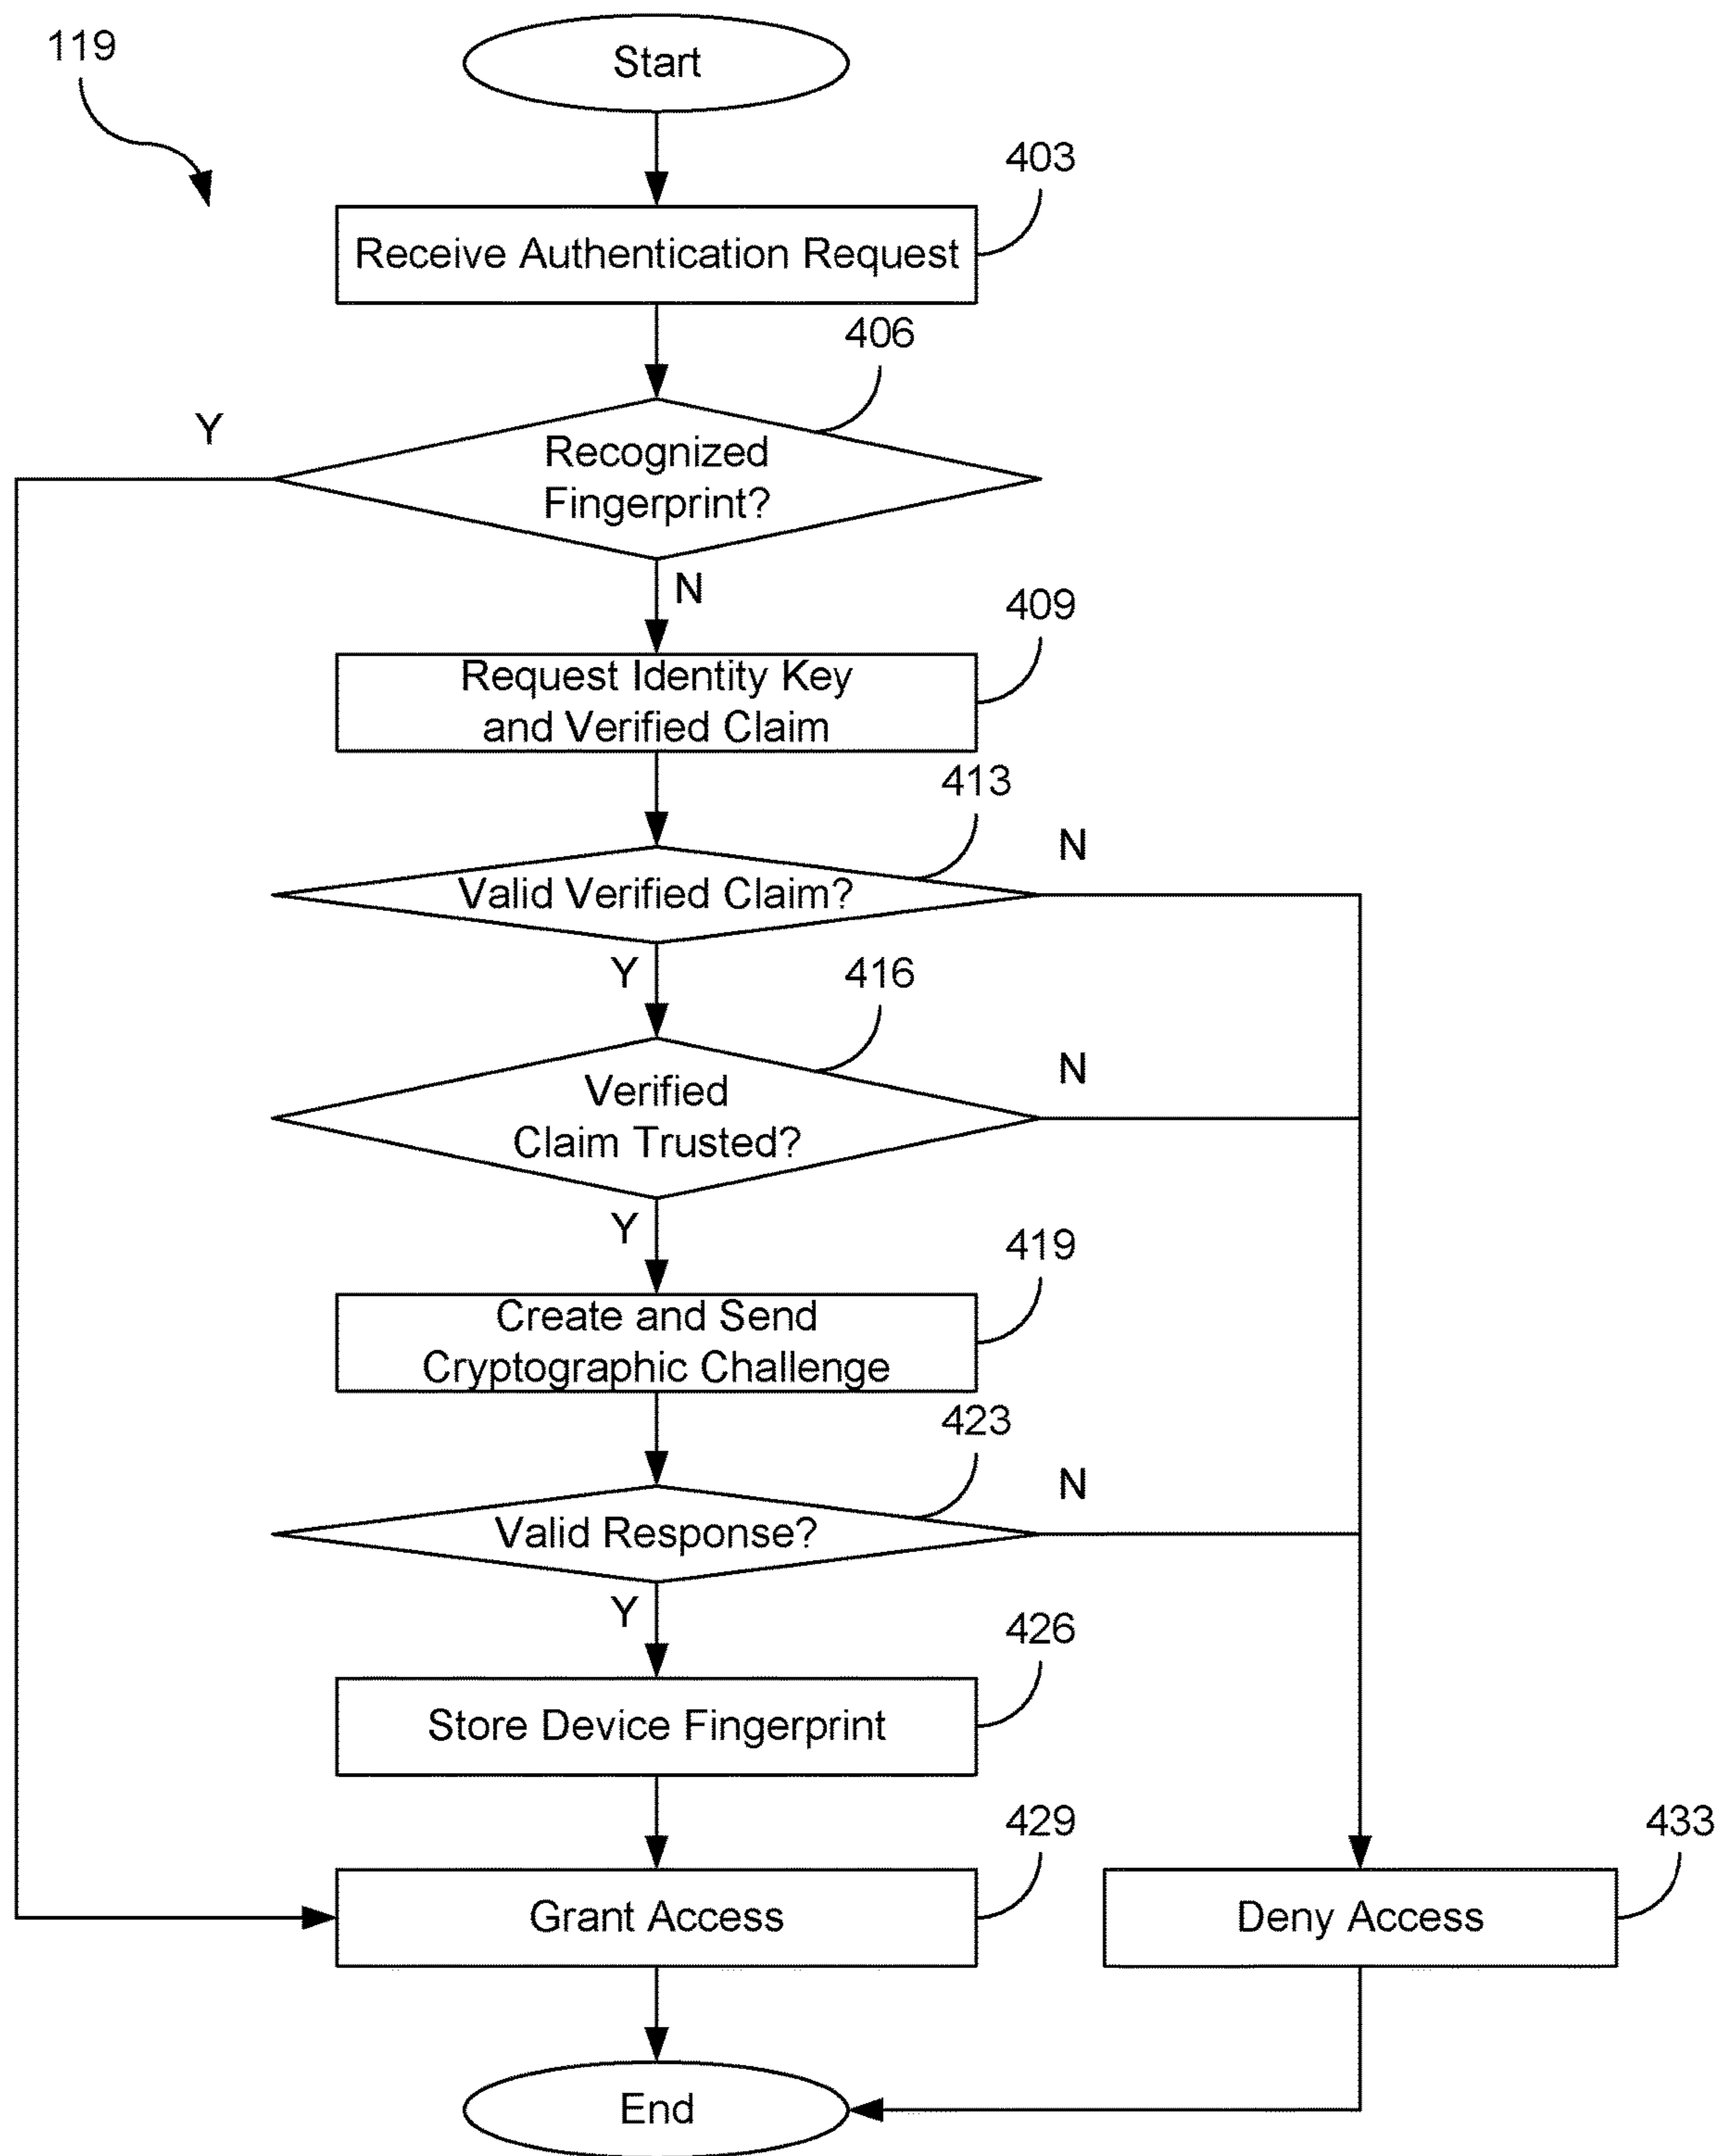 119
Start
403
Receive Authentication Request
406
Y
Recognized
Fingerprint?
N
409
Request Identity Key
and Verified Claim
413
N
Valid Verified Claim?
Y
416
N
Verified
Claim Trusted?
Y
419
Create and Send
Cryptographic Challenge
423
N
Valid Response?
Y
426
Store Device Fingerprint
429
433
Grant Access
Deny Access
End